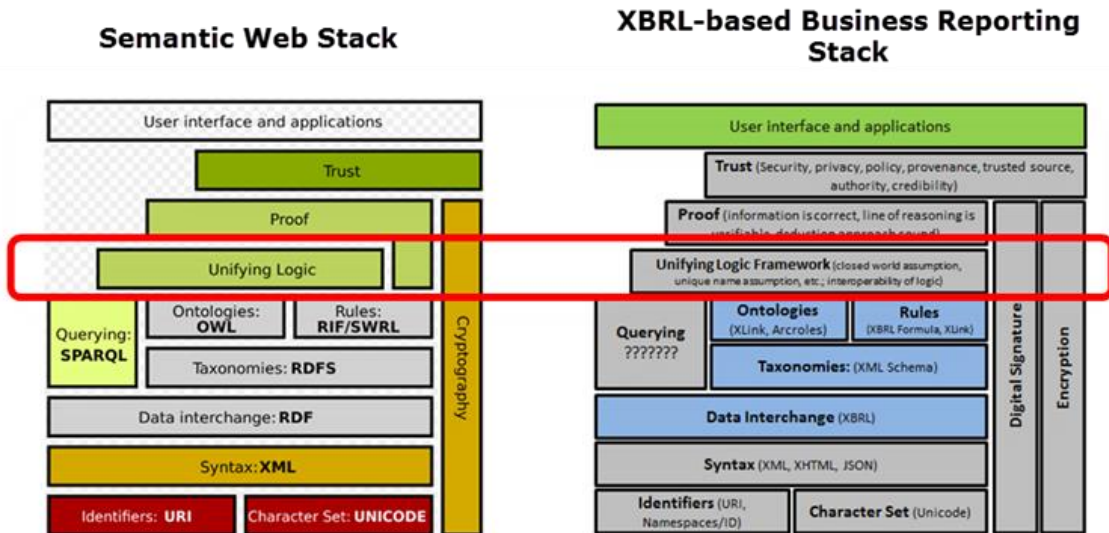 Semantic Web Stack
User interface and applications
Trust
Proof
Unifying Logic
Ontologies:
OWL
Rules:
RIF/SWRL
Querying:
SPARQL
Taxonomies: RDFS
Data interchange: RDF
Syntax: XML
Identifiers: URI
Character Set: UNICODE
Cryptography
XBRL-based Business Reporting
Stack
User interface and applications
Trust (Security, privacy, policy, provenance, trusted source,
authority, credibility)
Proof (information is correct, line of reasoning is
verifiable, deduction approach sound)
Unifying Logic Framework (closed world assumption,
unique name assumption, etc.; interoperability of logic)
Ontologies
(XLink, Arcroles)
Rules
(XBRL Formula, XLink)
Querying
???????
Taxonomies: (XML Schema)
Data Interchange (XBRL)
Syntax (XML, XHTML, JSON)
Identifiers (URI,
Namespaces/ID)
Character Set (Unicode)
Digital Signature
Encryption